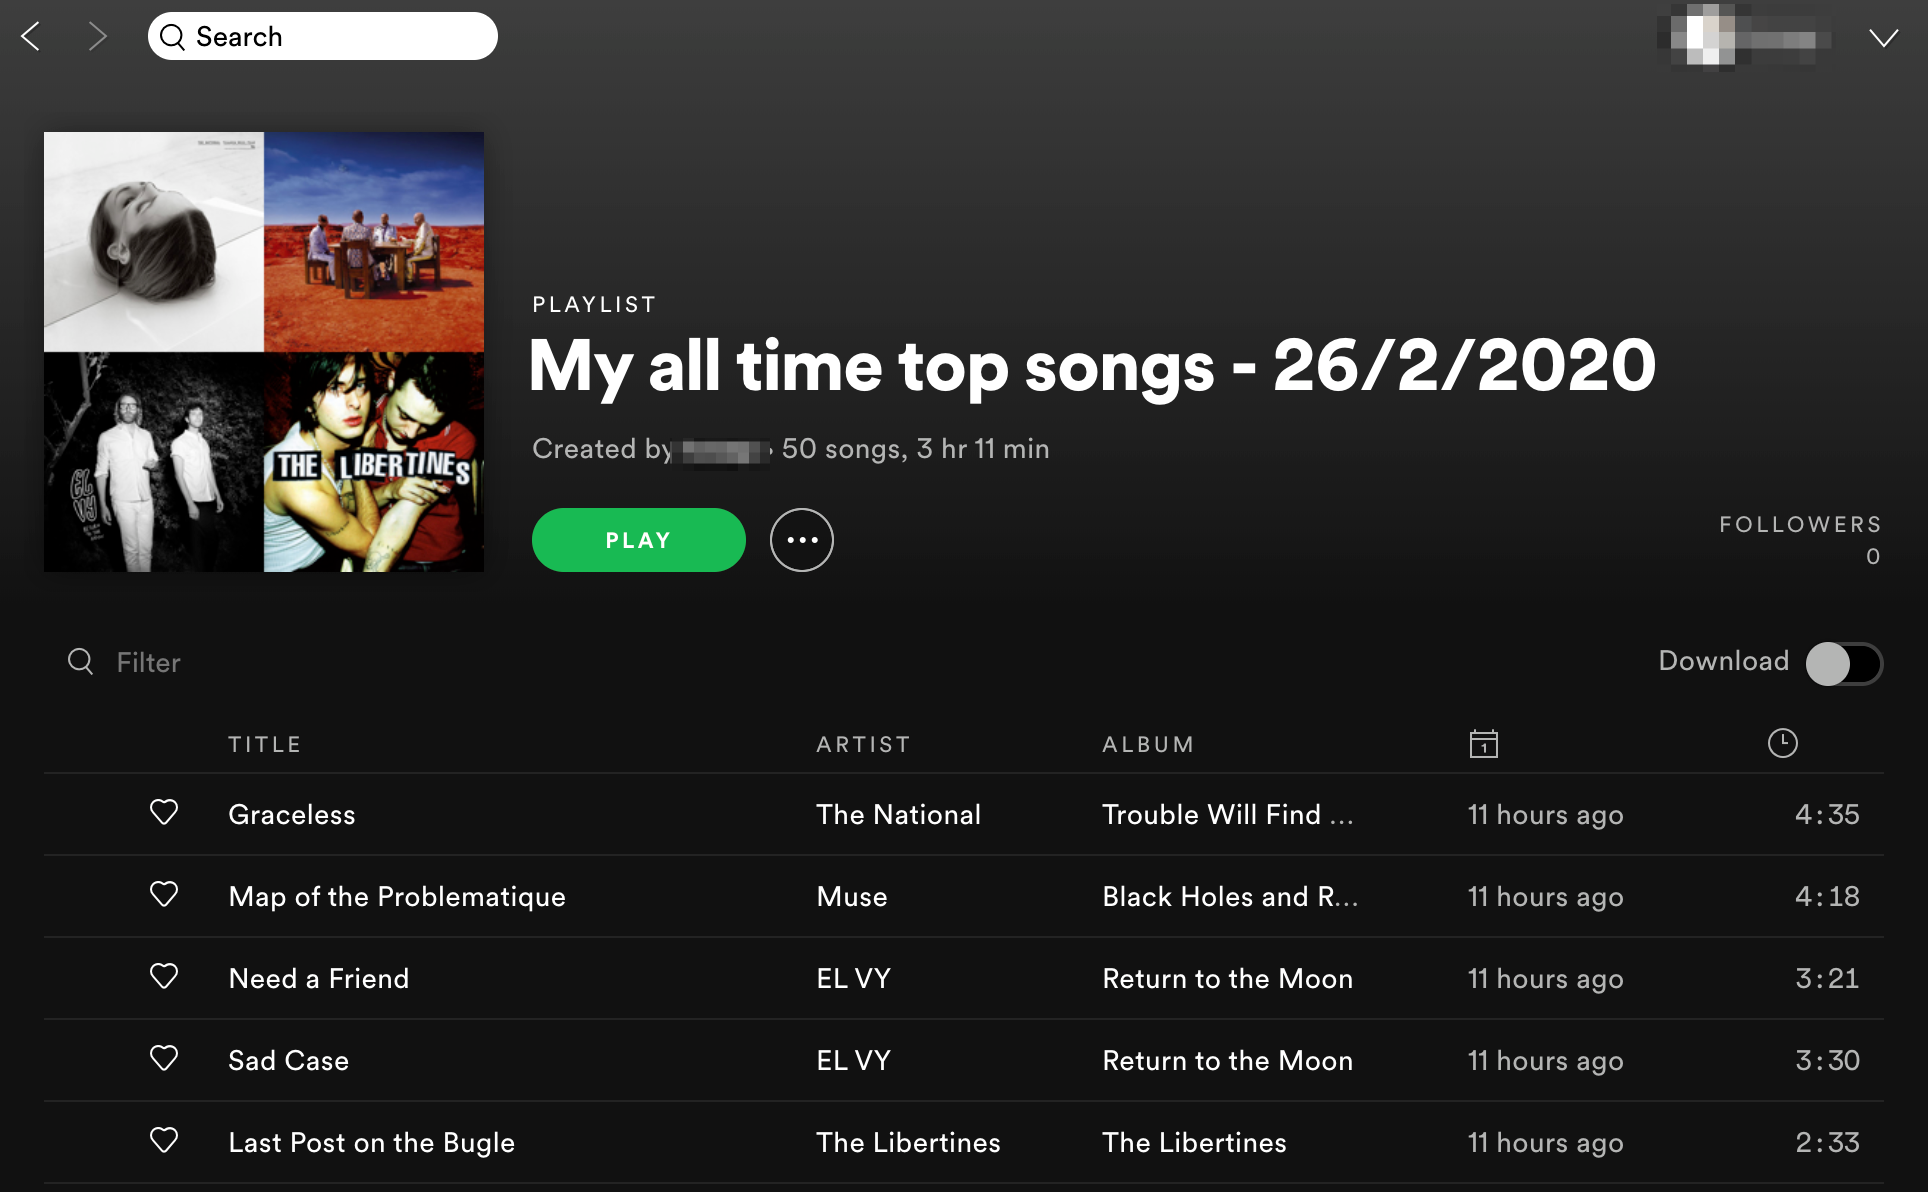 Search
THE LIBERTINES
EL
VY
PLAYLIST
My all time top songs - 26/2/2020
Created by • 50 songs, 3 hr 11 min
PLAY
FOLLOWERS
0
Filter
Download
TITLE ARTIST ALBUM 1
Graceless The National Trouble Will Find ... 11 hours ago 4:35
Map of the Problematique Muse Black Holes and R... 11 hours ago 4:18
Need a Friend EL VY Return to the Moon 11 hours ago 3:21
Sad Case EL VY Return to the Moon 11 hours ago 3:30
Last Post on the Bugle The Libertines The Libertines 11 hours ago 2:33